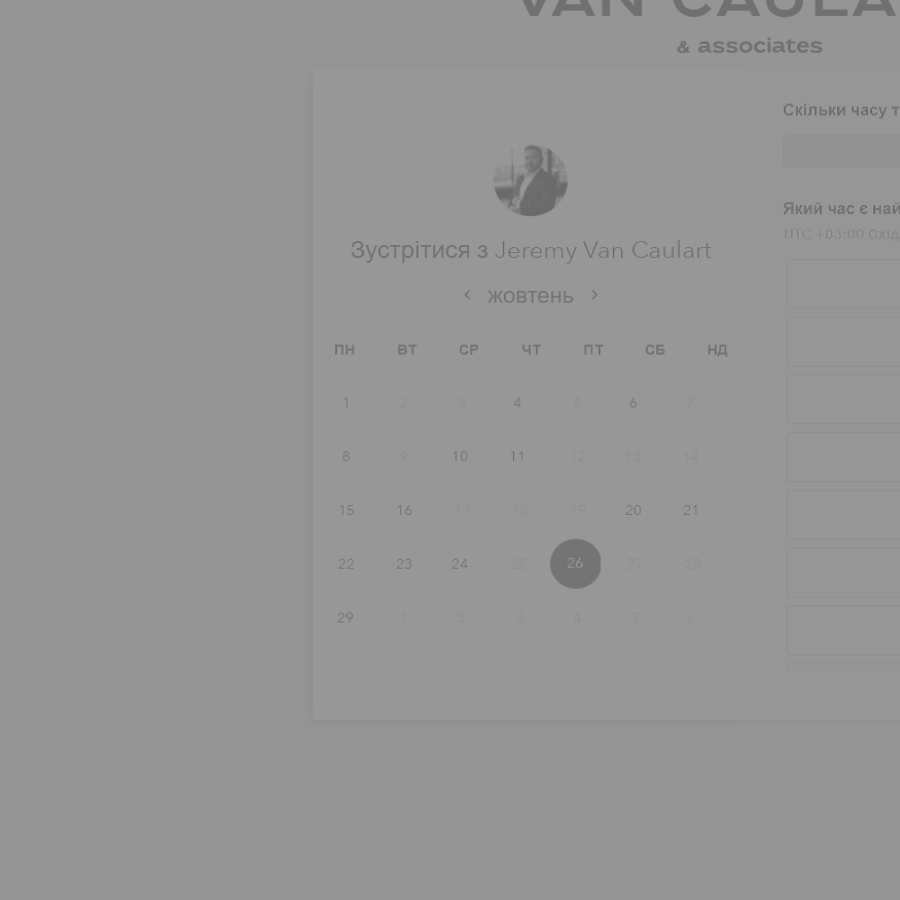 VAN CAULA
& associates
Скільки часу т
Який час є най
UTC +03:00 Схід
Зустрітися з Jeremy Van Caulart
жовтень
ПН ВТ СР ЧТ ПТ СБ НД
1 2 3 4 5 6 7
8 9 10 11 12 13 14
15 16 17 18 19 20 21
22 23 24 25 26 27 28
29 1 2 3 4 5 6